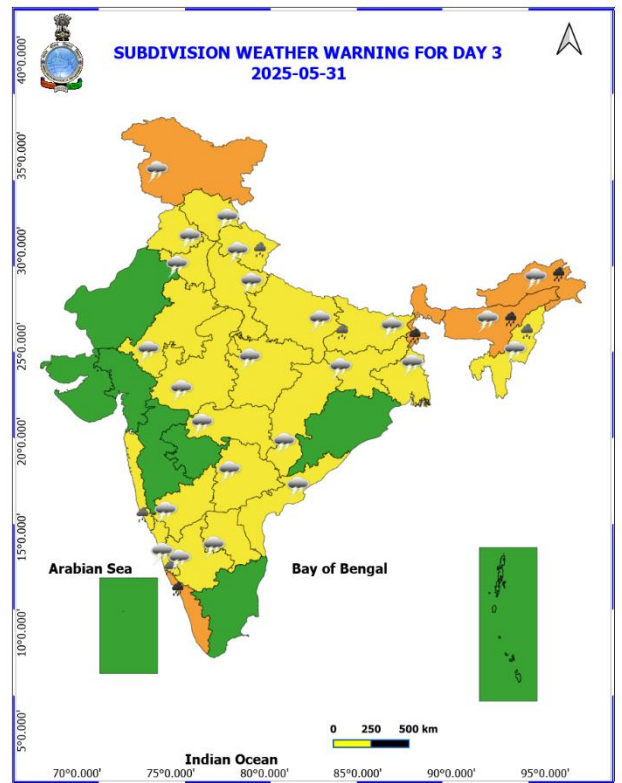 SUBDIVISION WEATHER WARNING FOR DAY 3
2025-05-31
40°0.000'
35°0.000'
30°0.000'
25°0.000'
20°0.000'
15°0.000'
10°0.000'
5°0.000'
Arabian Sea
Bay of Bengal
0 250 500 km
Indian Ocean
70°0.000' 75°0.000' 80°0.000' 85°0.000' 90°0.000' 95°0.000'